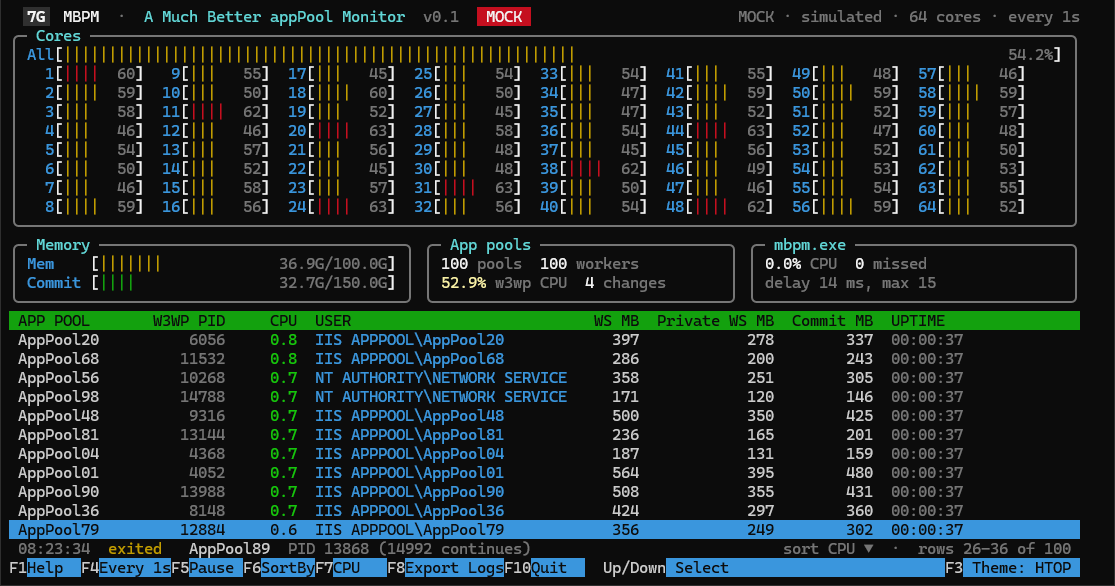 7G MBPM · A Much Better appPool Monitor v0.1 MOCK MOCK · simulated · 64 cores · every 1s
Cores
All[|||||||||||||||||||||||||||||||||||||||||||||||||||||||| 54.2%]
1[|||| 60] 9[||| 55] 17[||| 45] 25[||| 54] 33[||| 54] 41[||| 55] 49[||| 48] 57[||| 46]
2[|||| 59] 10[||| 50] 18[|||| 60] 26[||| 50] 34[||| 47] 42[|||| 59] 50[|||| 59] 58[|||| 59]
3[||| 58] 11[|||| 62] 19[||| 52] 27[||| 45] 35[||| 47] 43[||| 52] 51[||| 52] 59[||| 57]
4[||| 46] 12[||| 46] 20[|||| 63] 28[||| 58] 36[||| 54] 44[|||| 63] 52[||| 47] 60[||| 48]
5[||| 54] 13[||| 57] 21[||| 56] 29[||| 48] 37[||| 45] 45[||| 56] 53[||| 52] 61[||| 50]
6[||| 50] 14[||| 52] 22[||| 45] 30[||| 48] 38[|||| 62] 46[||| 49] 54[||| 53] 62[||| 53]
7[||| 46] 15[||| 58] 23[||| 57] 31[|||| 63] 39[||| 50] 47[||| 46] 55[||| 54] 63[||| 55]
8[|||| 59] 16[||| 56] 24[|||| 63] 32[||| 56] 40[||| 54] 48[|||| 62] 56[|||| 59] 64[||| 52]
Memory App pools mbpm.exe
Mem [||||||| 36.9G/100.0G] 100 pools 100 workers 0.0% CPU 0 missed
Commit [|||| 32.7G/150.0G] 52.9% w3wp CPU 4 changes delay 14 ms, max 15
APP POOL W3WP PID CPU USER WS MB Private WS MB Commit MB UPTIME
AppPool20 6056 0.8 IIS APPPOOL\AppPool20 397 278 337 00:00:37
AppPool68 11532 0.8 IIS APPPOOL\AppPool68 286 200 243 00:00:37
AppPool56 10268 0.7 NT AUTHORITY\NETWORK SERVICE 358 251 305 00:00:37
AppPool98 14788 0.7 NT AUTHORITY\NETWORK SERVICE 171 120 146 00:00:37
AppPool48 9316 0.7 IIS APPPOOL\AppPool48 500 350 425 00:00:37
AppPool81 13144 0.7 IIS APPPOOL\AppPool81 236 165 201 00:00:37
AppPool04 4368 0.7 IIS APPPOOL\AppPool04 187 131 159 00:00:37
AppPool01 4052 0.7 IIS APPPOOL\AppPool01 564 395 480 00:00:37
AppPool90 13988 0.7 IIS APPPOOL\AppPool90 508 355 431 00:00:37
AppPool36 8148 0.7 IIS APPPOOL\AppPool36 424 297 360 00:00:37
AppPool79 12884 0.6 IIS APPPOOL\AppPool79 356 249 302 00:00:37
08:23:34 exited AppPool89 PID 13868 (14992 continues) sort CPU ▼ · rows 26-36 of 100
F1Help F4Every 1sF5Pause F6SortByF7CPU F8Export LogsF10Quit Up/Down Select F3 Theme: HTOP